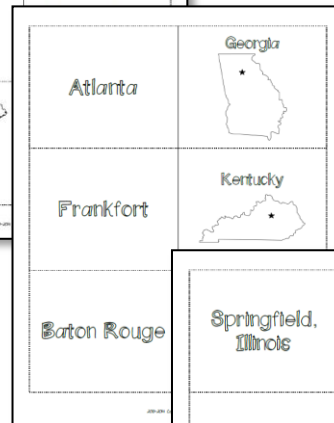 Georgia
Atlanta
Kentucky
Frankfort
Baton Rouge
Springfield,
Illinois